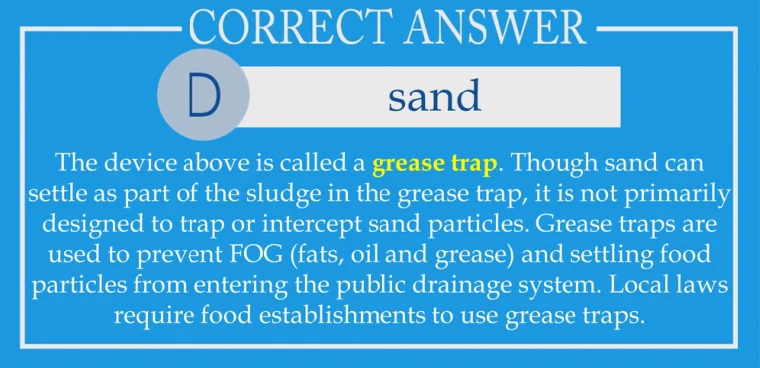 CORRECT ANSWER
D sand
The device above is called a grease trap. Though sand can
settle as part of the sludge in the grease trap, it is not primarily
designed to trap or intercept sand particles. Grease traps are
used to prevent FOG (fats, oil and grease) and settling food
particles from entering the public drainage system. Local laws
require food establishments to use grease traps.